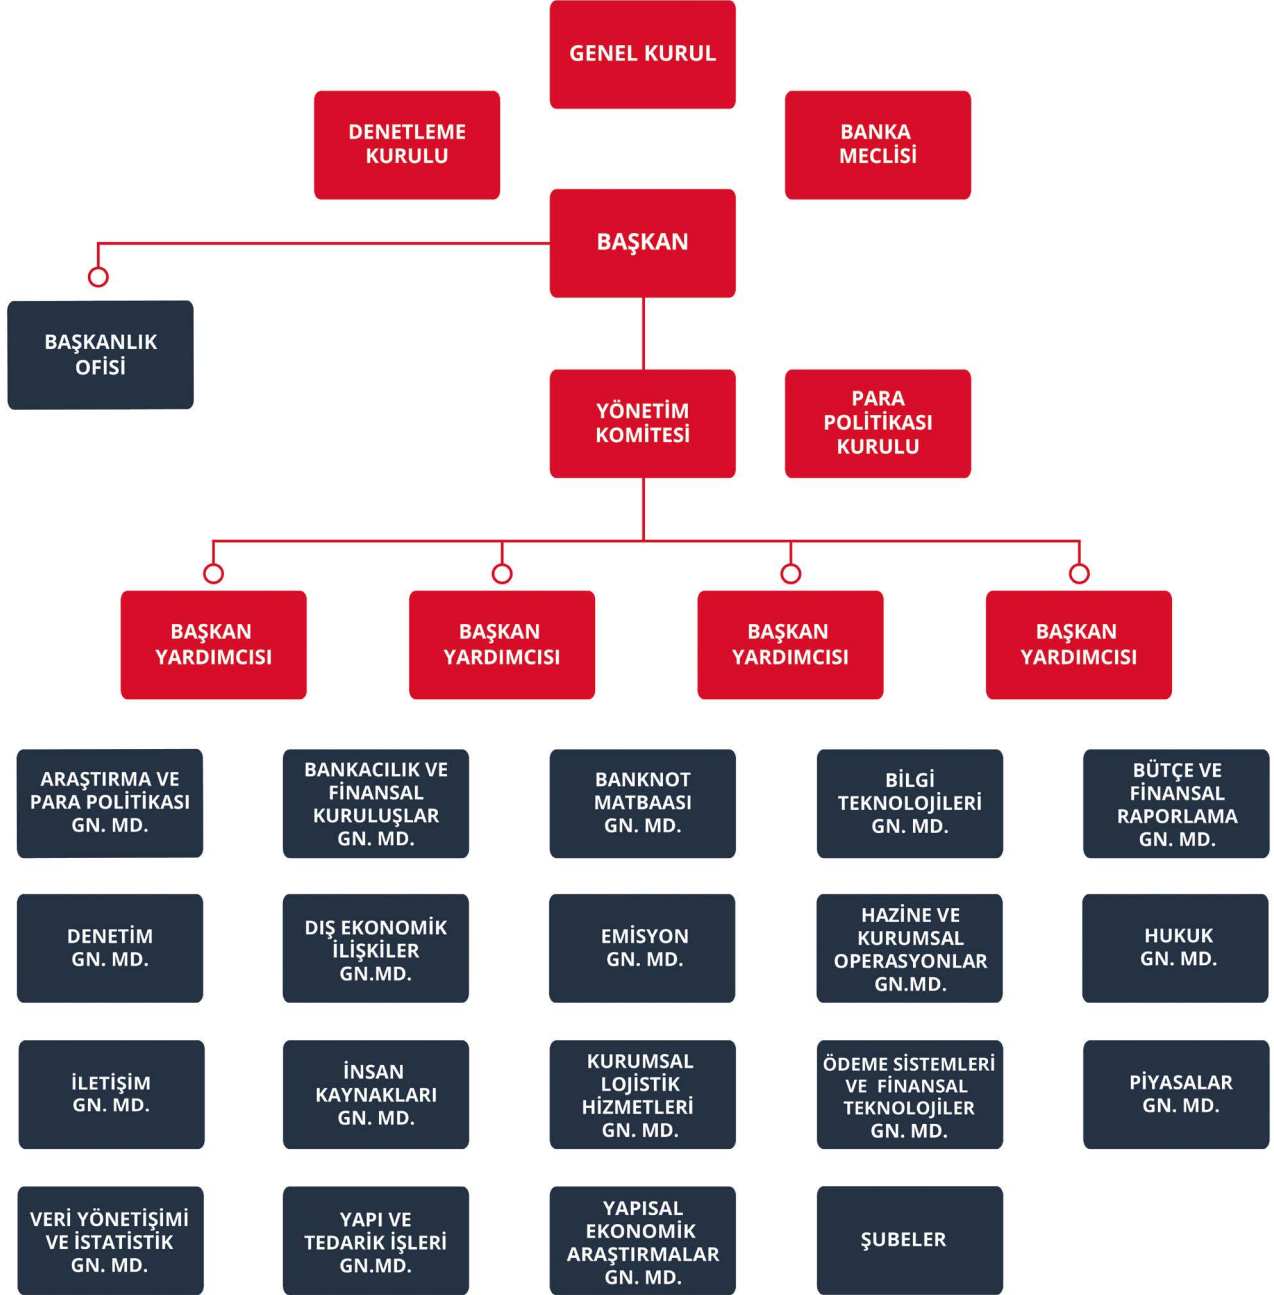 GENEL KURUL
DENETLEME
KURULU
BANKA
MECLİSİ
BAŞKAN
BAŞKANLIK
OFİSİ
YÖNETİM
KOMİTESİ
PARA
POLİTİKASI
KURULU
BAŞKAN
YARDIMCISI
BAŞKAN
YARDIMCISI
BAŞKAN
YARDIMCISI
BAŞKAN
YARDIMCISI
ARAŞTIRMA VE
PARA POLİTİKASI
GN. MD.
BANKACILIK VE
FİNANSAL
KURULUŞLAR
GN. MD.
BANKNOT
MATBAASI
GN. MD.
BİLGİ
TEKNOLOJİLERİ
GN. MD.
BÜTÇE VE
FİNANSAL
RAPORLAMA
GN. MD.
DENETİM
GN. MD.
DIŞ EKONOMİK
İLİŞKİLER
GN.MD.
EMİSYON
GN. MD.
HAZİNE VE
KURUMSAL
OPERASYONLAR
GN.MD.
HUKUK
GN. MD.
İLETİŞİM
GN. MD.
İNSAN
KAYNAKLARI
GN. MD.
KURUMSAL
LOJİSTİK
HİZMETLERİ
GN. MD.
ÖDEME SİSTEMLERİ
VE FİNANSAL
TEKNOLOJİLER
GN. MD.
PİYASALAR
GN. MD.
VERİ YÖNETİŞİMİ
VE İSTATİSTİK
GN. MD.
YAPI VE
TEDARİK İŞLERİ
GN.MD.
YAPISAL
EKONOMİK
ARAŞTIRMALAR
GN. MD.
ŞUBELER